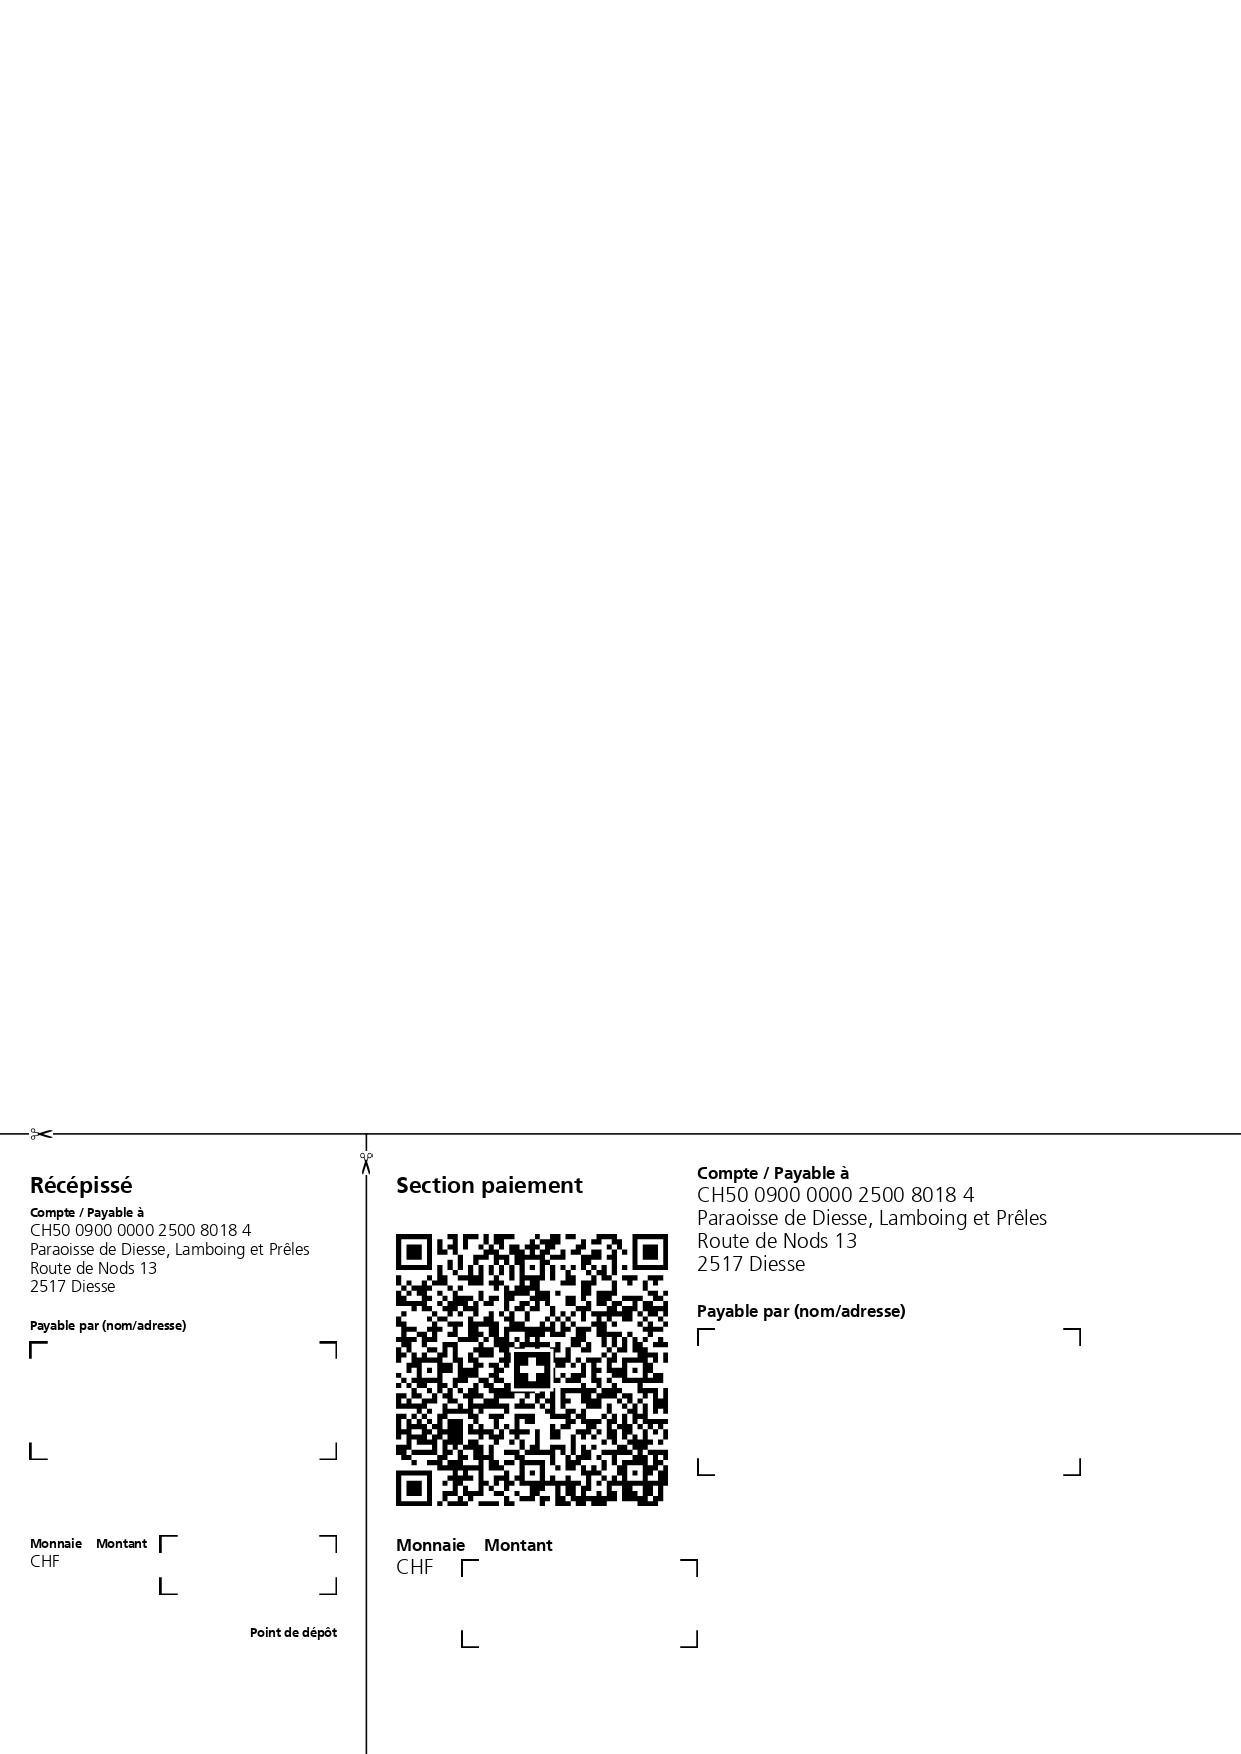 Récépissé
Compte / Payable à
CH50 0900 0000 2500 8018 4
Paraoisse de Diesse, Lamboing et Prêles
Route de Nods 13
2517 Diesse
Payable par (nom/adresse)
Monnaie Montant
CHF
Point de dépôt
Section paiement
Monnaie Montant
CHF
Compte / Payable à
CH50 0900 0000 2500 8018 4
Paraoisse de Diesse, Lamboing et Prêles
Route de Nods 13
2517 Diesse
Payable par (nom/adresse)